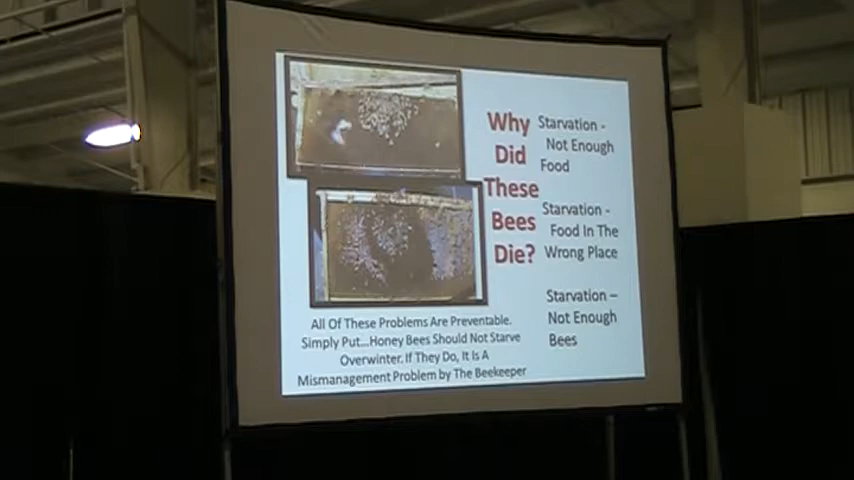 Why
Did
These
Bees
Die?
Starvation -
Not Enough
Food
Starvation -
Food In The
Wrong Place
Starvation –
Not Enough
Bees
All Of These Problems Are Preventable.
Simply Put...Honey Bees Should Not Starve
Overwinter. If They Do, It Is A
Mismanagement Problem by The Beekeeper